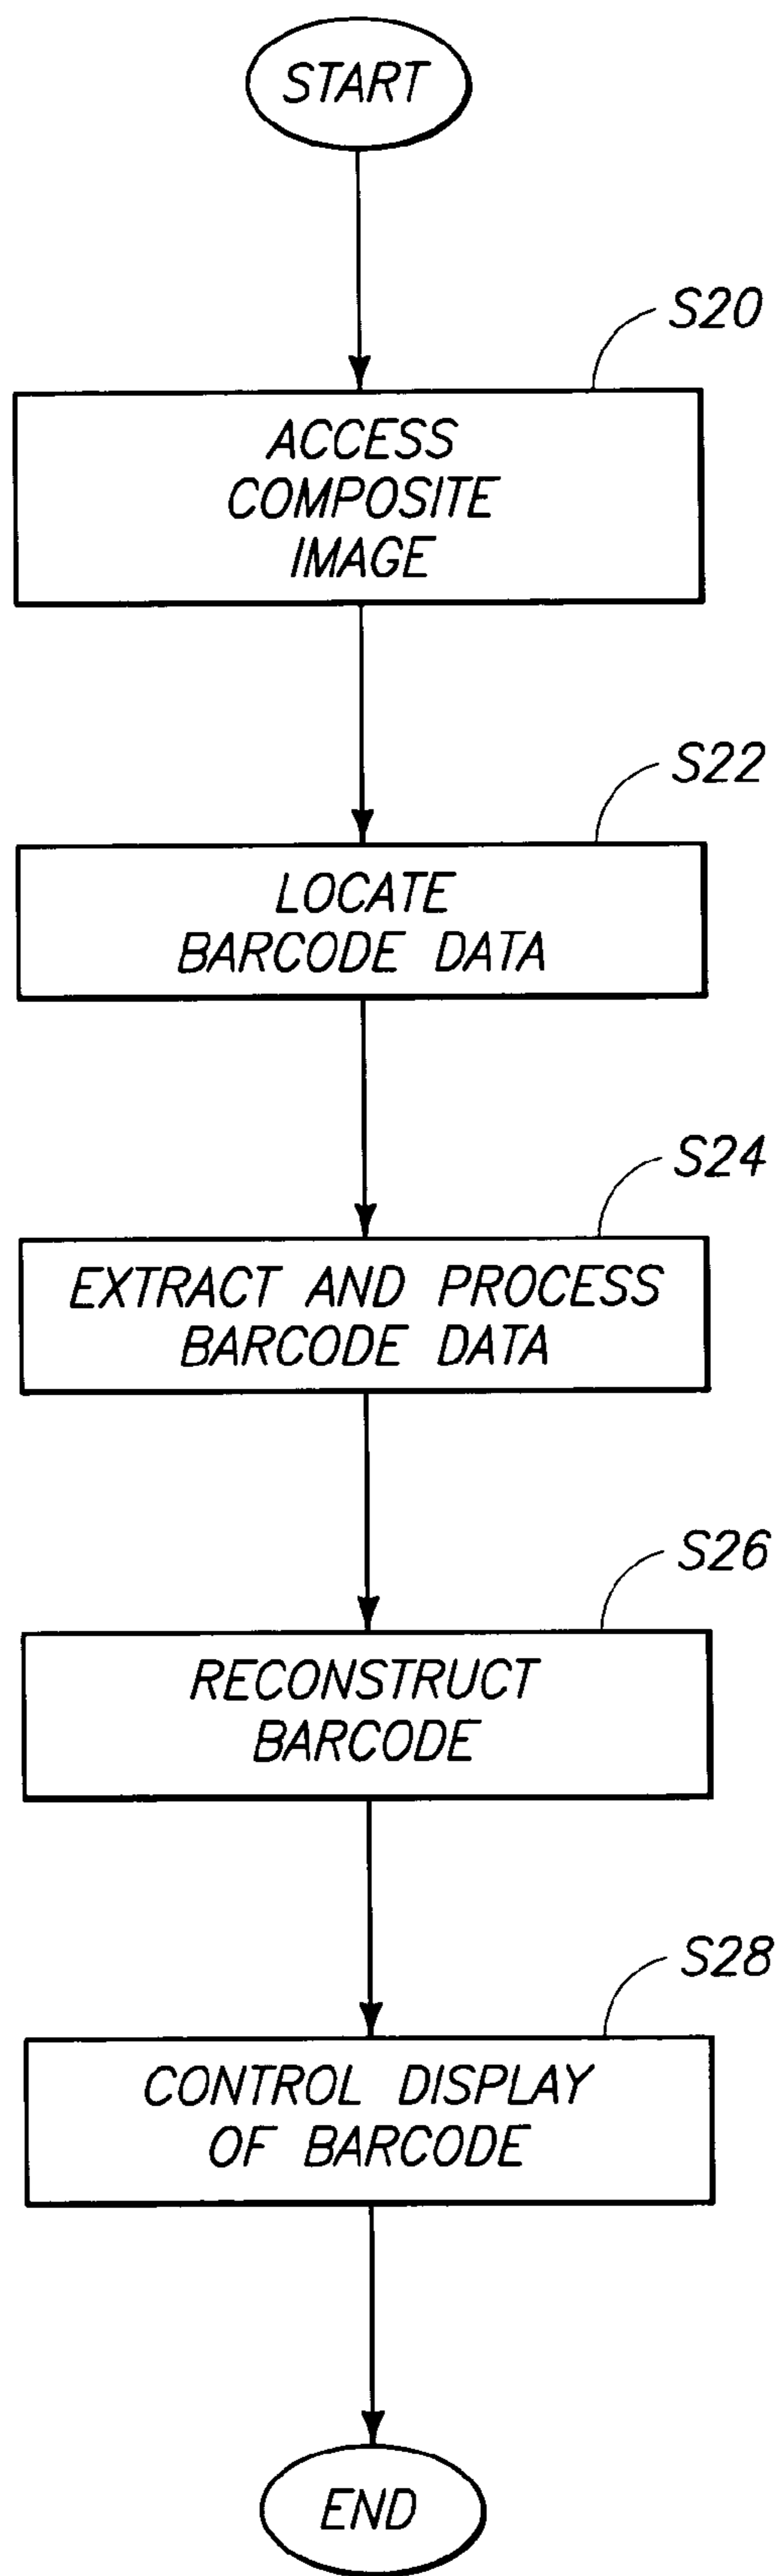 START
S20
ACCESS
COMPOSITE
IMAGE
S22
LOCATE
BARCODE DATA
S24
EXTRACT AND PROCESS
BARCODE DATA
S26
RECONSTRUCT
BARCODE
S28
CONTROL DISPLAY
OF BARCODE
END